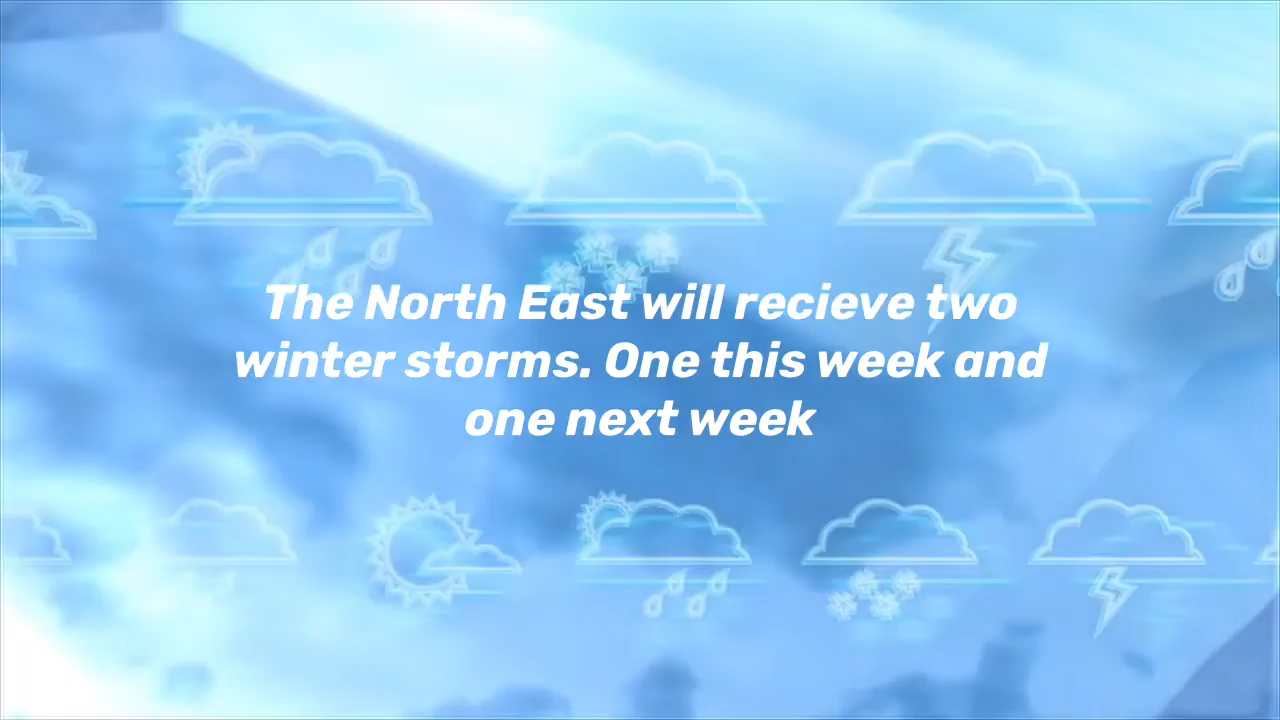 The North East will recieve two
winter storms. One this week and
one next week